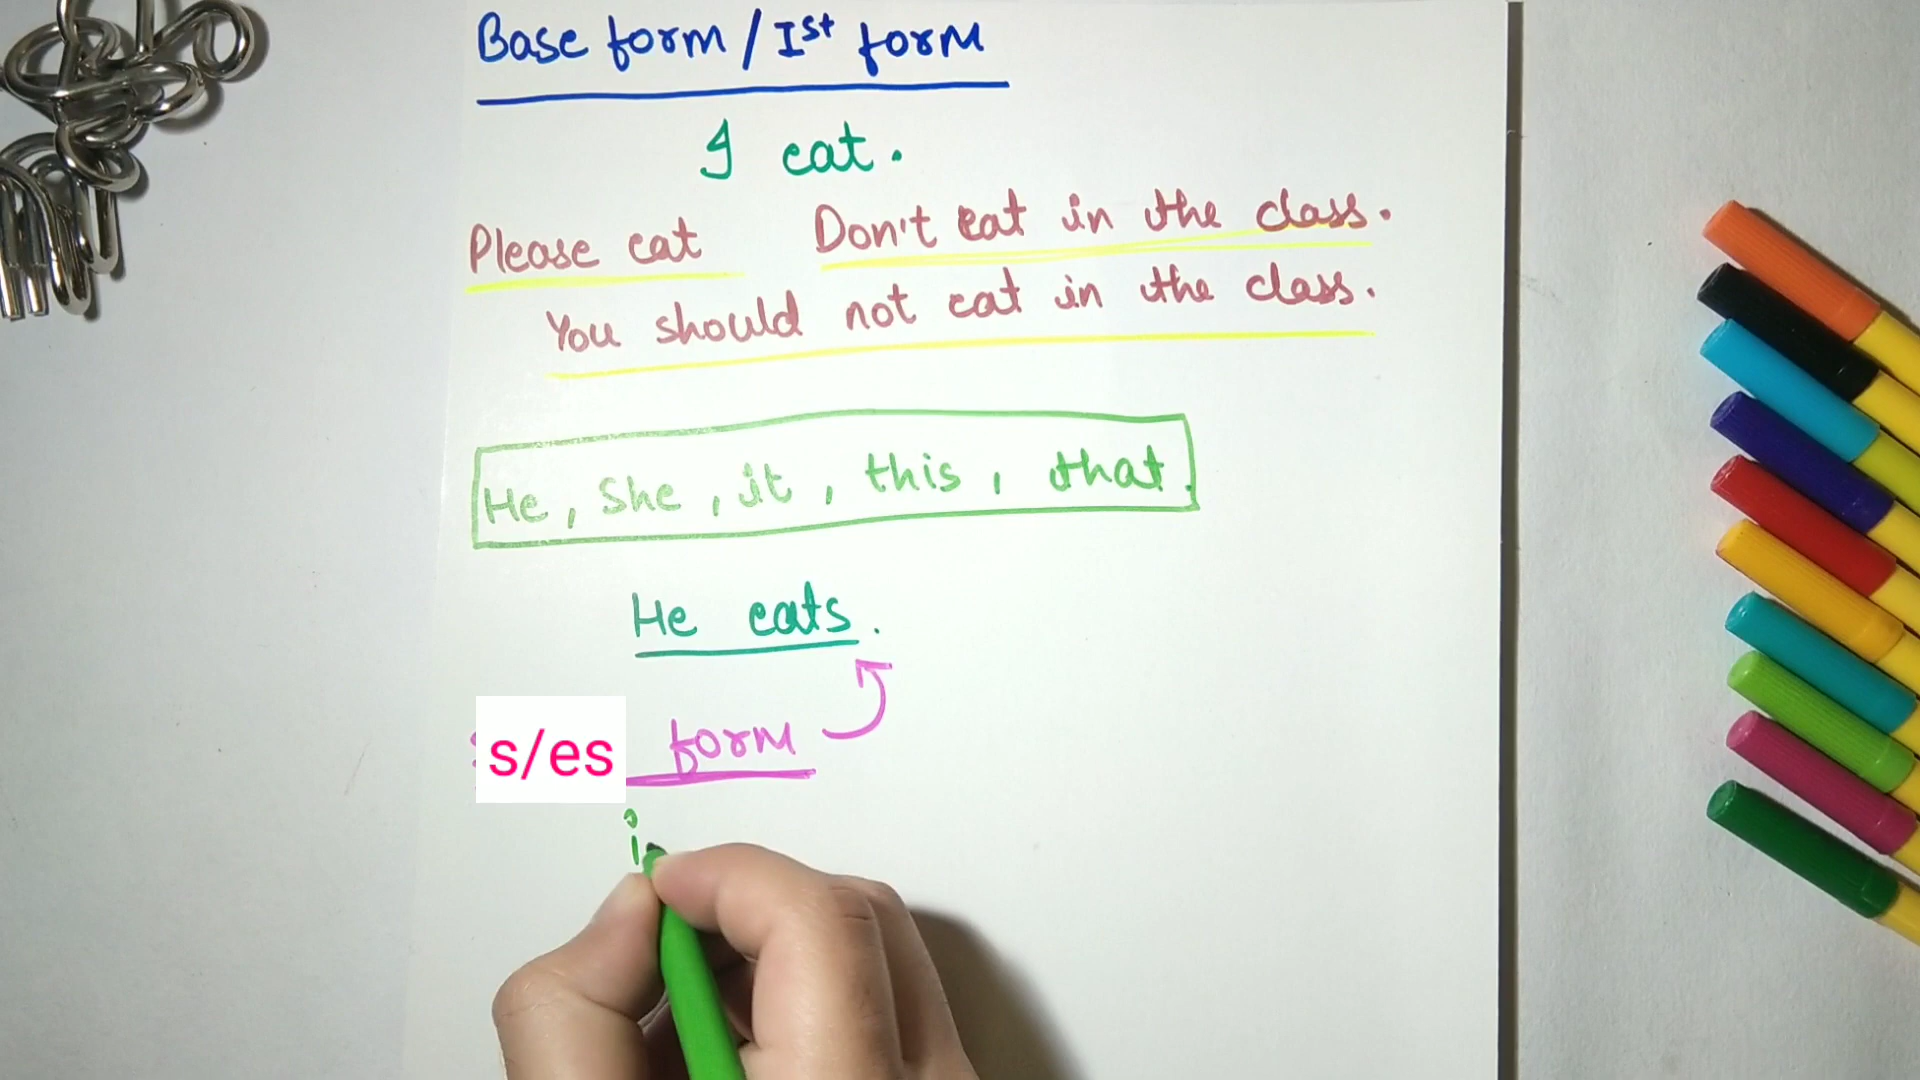 Base form / Ist form
I eat.
Please eat Don't eat in the class.
You should not eat in the class.
He, She, it, this, that.
He eats.
s/es form
i